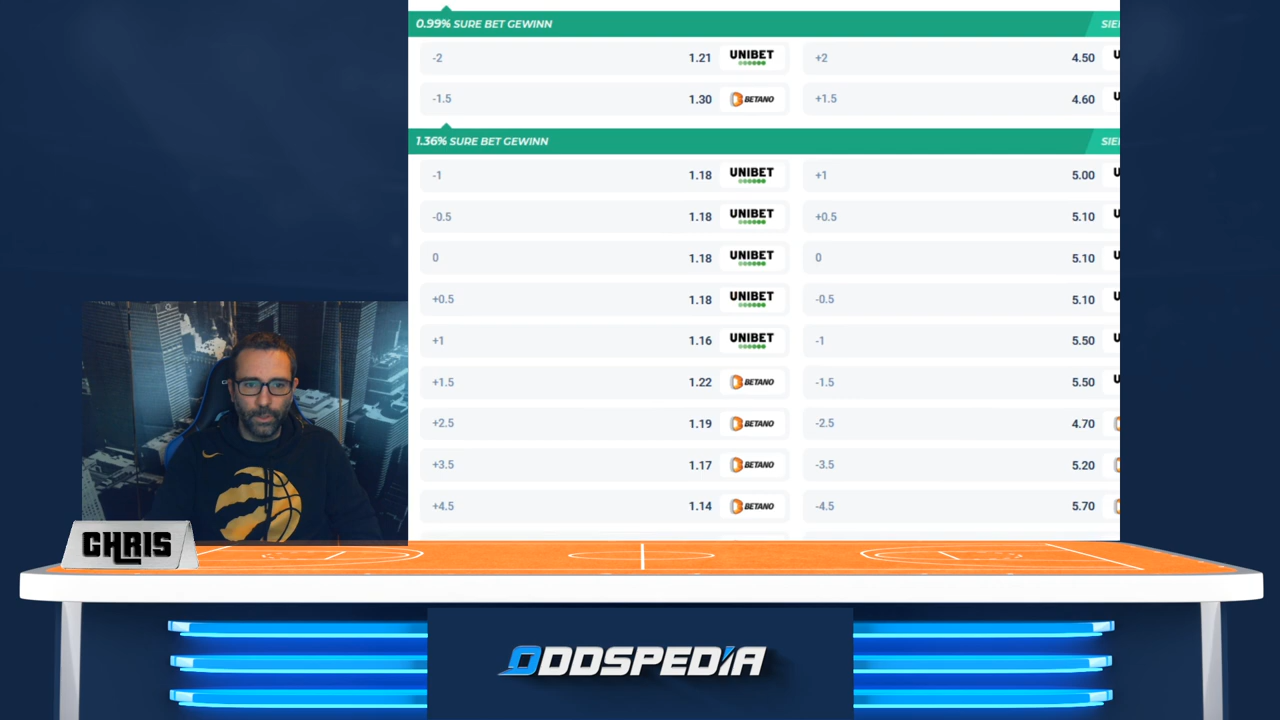 0.99% SURE BET GEWINN SIE
-2 1.21 UNIBET +2 4.50 U
-1.5 1.30 BETANO +1.5 4.60 U
1.36% SURE BET GEWINN SIE
-1 1.18 UNIBET +1 5.00 U
-0.5 1.18 UNIBET +0.5 5.10 U
0 1.18 UNIBET 0 5.10 U
+0.5 1.18 UNIBET -0.5 5.10 U
+1 1.16 UNIBET -1 5.50 U
+1.5 1.22 BETANO -1.5 5.50 U
+2.5 1.19 BETANO -2.5 4.70
+3.5 1.17 BETANO -3.5 5.20
+4.5 1.14 BETANO -4.5 5.70
CHRIS
ODDSPEDIA